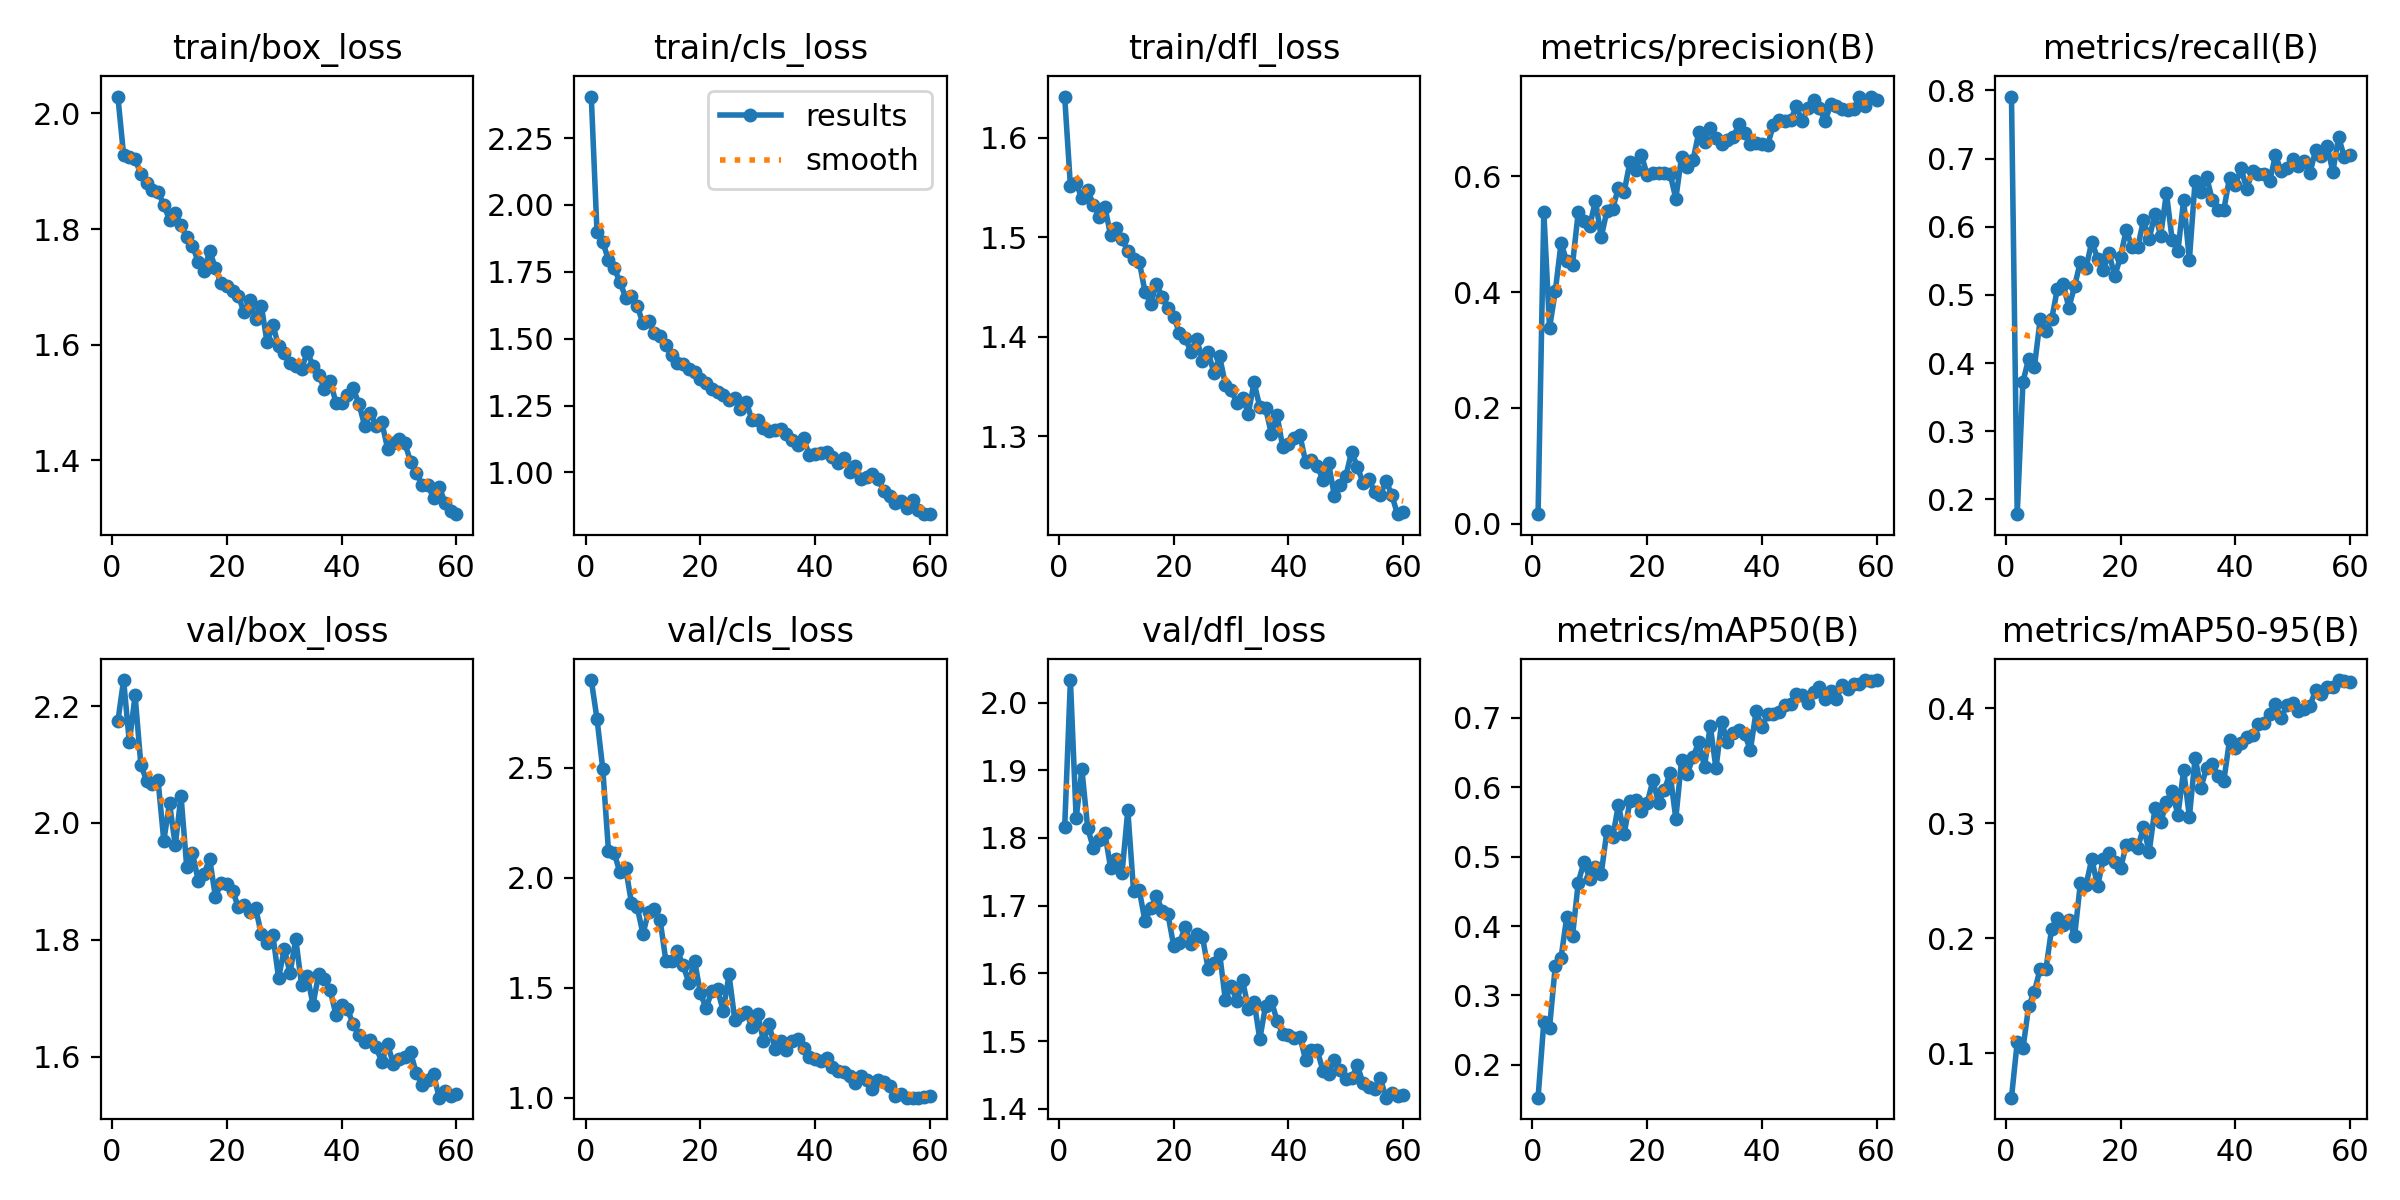 train/box_loss
2.0
1.8
1.6
1.4
0 20 40 60
train/cls_loss
results
smooth
2.25
2.00
1.75
1.50
1.25
1.00
0 20 40 60
train/dfl_loss
1.6
1.5
1.4
1.3
0 20 40 60
metrics/precision(B)
0.6
0.4
0.2
0.0
0 20 40 60
metrics/recall(B)
0.8
0.7
0.6
0.5
0.4
0.3
0.2
0 20 40 60
val/box_loss
2.2
2.0
1.8
1.6
0 20 40 60
val/cls_loss
2.5
2.0
1.5
1.0
0 20 40 60
val/dfl_loss
2.0
1.9
1.8
1.7
1.6
1.5
1.4
0 20 40 60
metrics/mAP50(B)
0.7
0.6
0.5
0.4
0.3
0.2
0 20 40 60
metrics/mAP50-95(B)
0.4
0.3
0.2
0.1
0 20 40 60